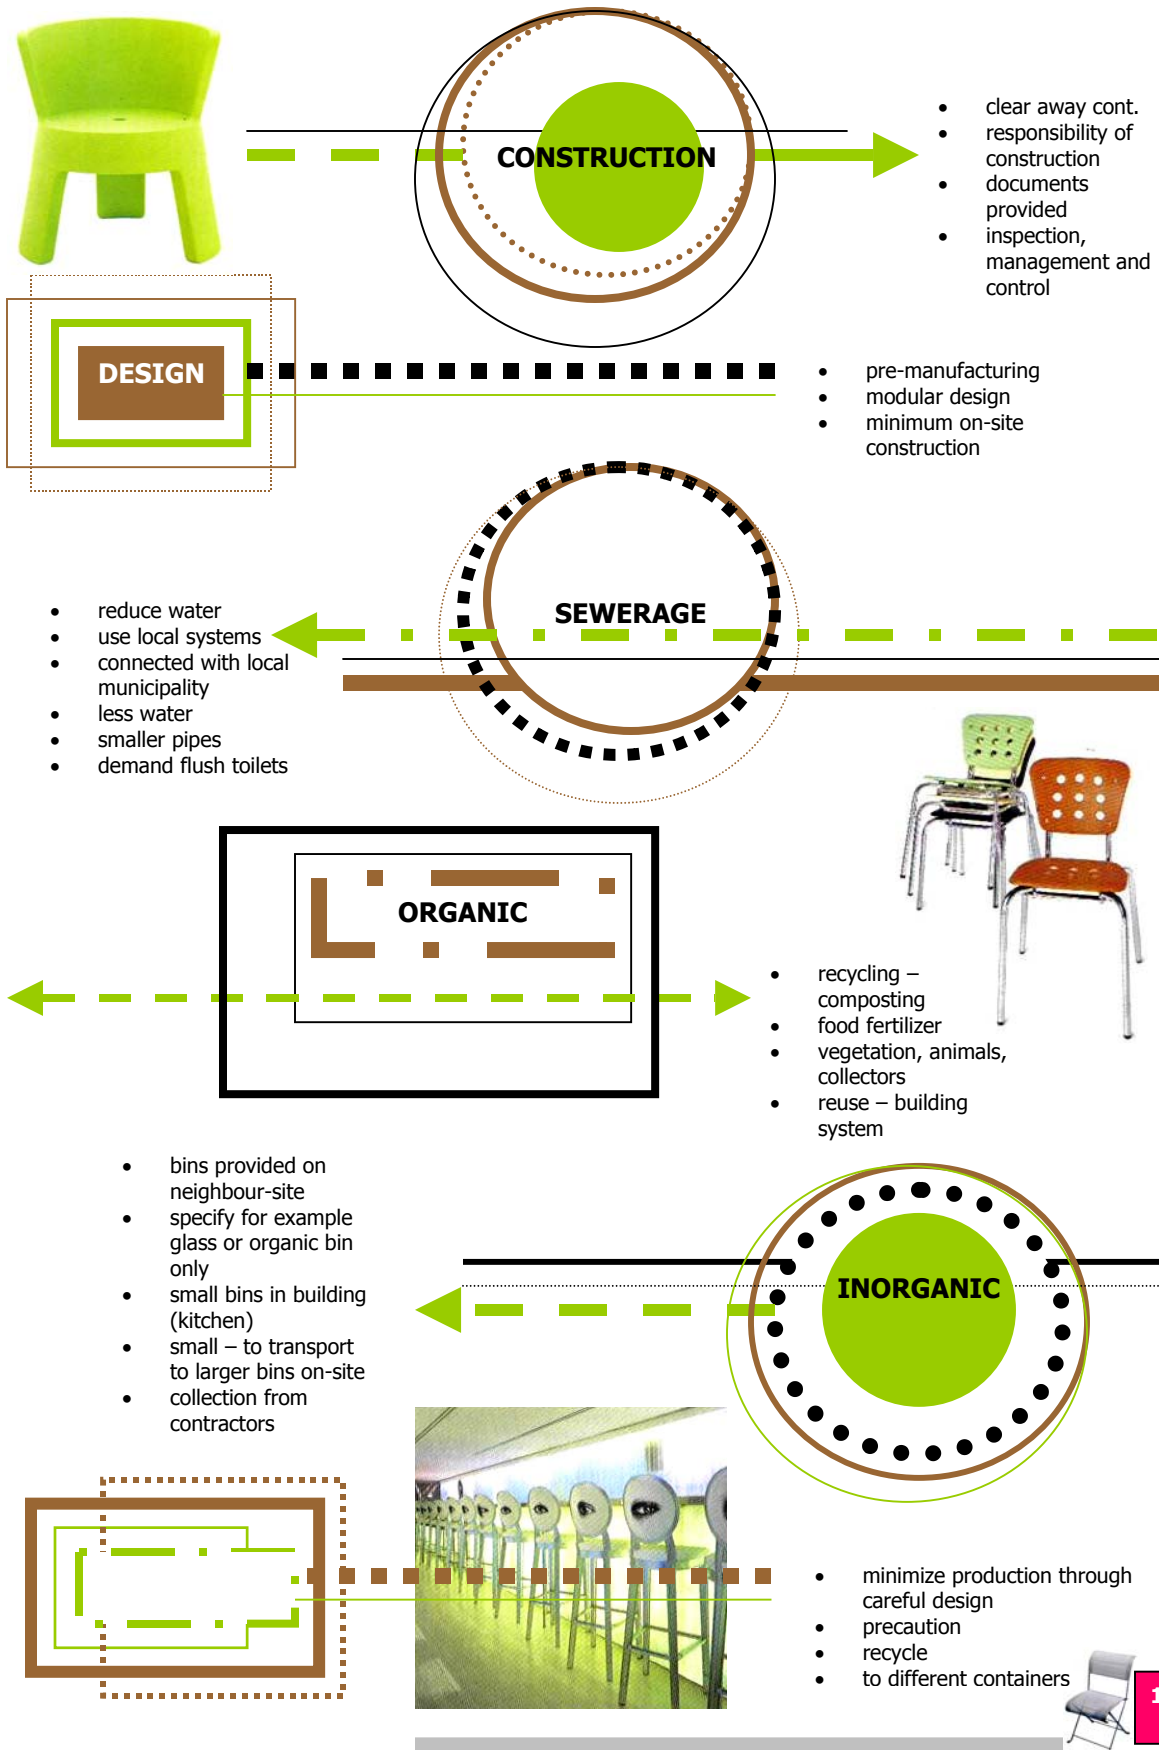 CONSTRUCTION
• clear away cont.
• responsibility of
construction
• documents
provided
• inspection,
management and
control
DESIGN
• pre-manufacturing
• modular design
• minimum on-site
construction
SEWERAGE
• reduce water
• use local systems
• connected with local
municipality
• less water
• smaller pipes
• demand flush toilets
ORGANIC
• recycling –
composting
• food fertilizer
• vegetation, animals,
collectors
• reuse – building
system
• bins provided on
neighbour-site
• specify for example
glass or organic bin
only
• small bins in building
(kitchen)
• small – to transport
to larger bins on-site
• collection from
contractors
INORGANIC
• minimize production through
careful design
• precaution
• recycle
• to different containers